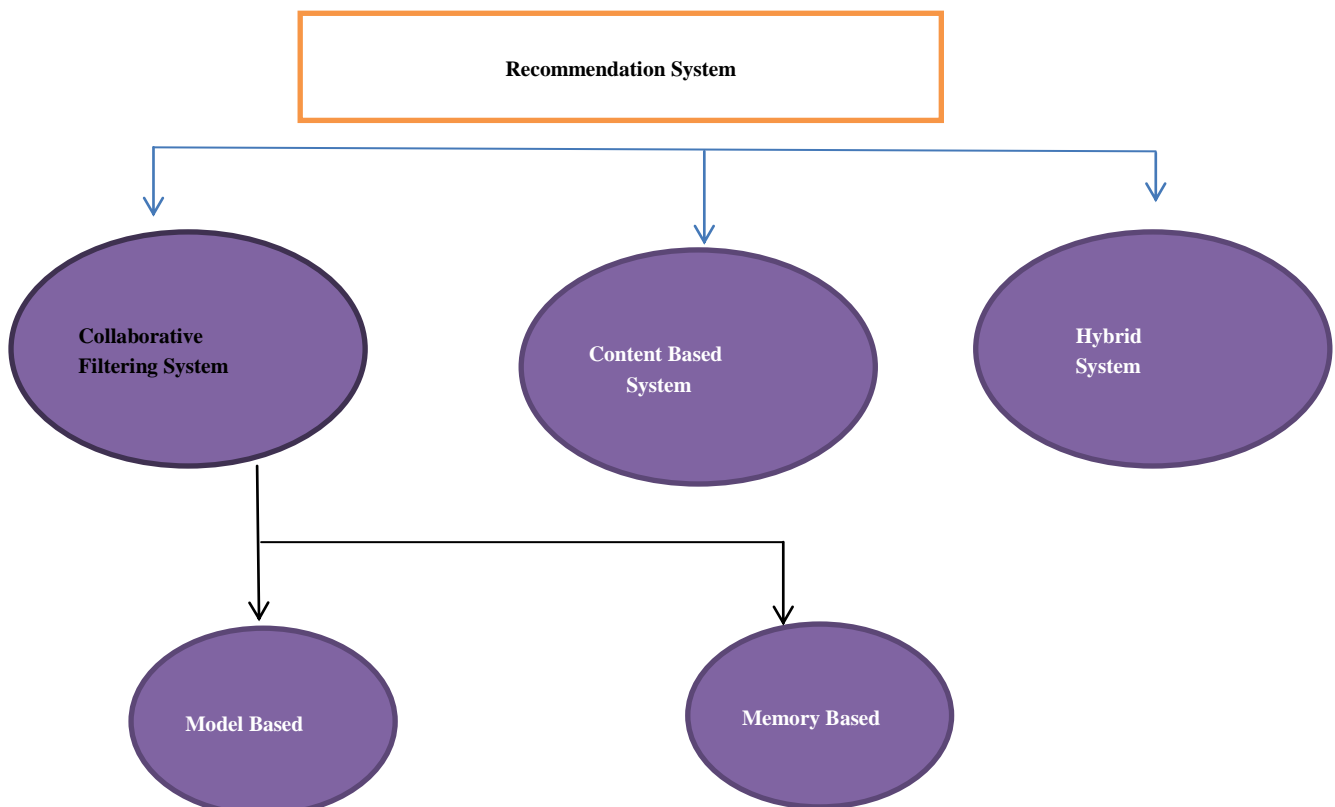 Recommendation System
Collaborative
Filtering System
Content Based
System
Hybrid
System
Model Based
Memory Based